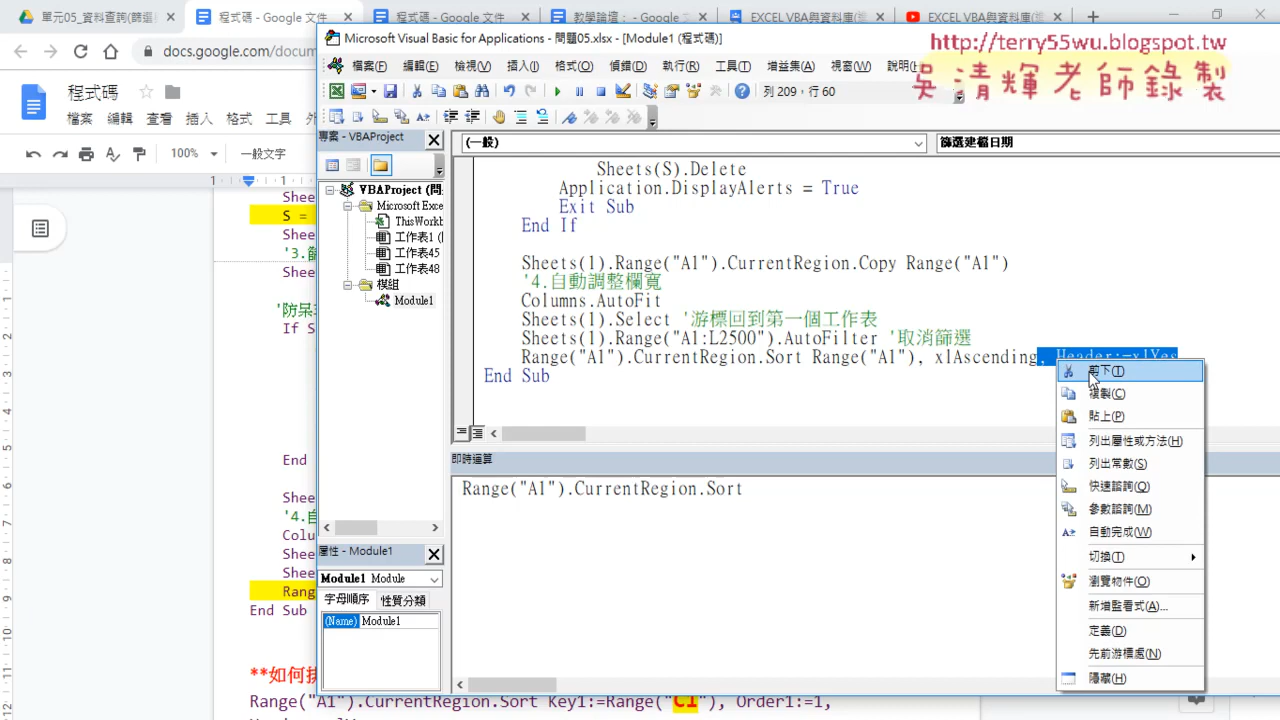 單元05_資料查詢(篩選
程式碼 - Google 文件
程式碼 - Google 文件
教學論壇: - Google 文
EXCEL VBA與資料庫(
EXCEL VBA與資料庫(
docs.google.com/docum
程式碼
檔案 編輯 查看 插入 格式 工具
100% 一般文字
Microsoft Visual Basic for Applications - 問題05.xlsx - [Module1 (程式碼)]
http://terry55wu.blogspot.tw
吳清輝老師錄製
檔案(F) 編輯(E) 檢視(V) 插入(I) 格式(O) 偵錯(D) 執行(R) 工具(T) 增益集(A) 視窗(W) 說明(
列 209,行 60
專案 - VBAProject
(一般)
篩選建檔日期
VBAProject (問
Microsoft Exce
ThisWorkb
工作表1 (
工作表45
工作表48
模組
Module1
Sheets(S).Delete
Application.DisplayAlerts = True
Exit Sub
End If
Sheets(1).Range("A1").CurrentRegion.Copy Range("A1")
'4.自動調整欄寬
Columns.AutoFit
Sheets(1).Select '游標回到第一個工作表
Sheets(1).Range("A1:L2500").AutoFilter '取消篩選
Range("A1").CurrentRegion.Sort Range("A1"), xlAscending, Header:=xlYes
End Sub
剪下(T)
複製(C)
貼上(P)
列出屬性或方法(H)
列出常數(S)
快速諮詢(Q)
參數諮詢(M)
自動完成(W)
切換(T)
瀏覽物件(O)
新增監看式(A)...
定義(D)
先前游標處(N)
隱藏(H)
即時運算
Range("A1").CurrentRegion.Sort
屬性 - Module1
Module1 Module
字母順序 性質分類
(Name) Module1
Shee
S =
Shee
'3.篩
Shee
'防呆
If S
End
Shee
'4.自
Colu
Shee
Shee
Rang
End Sub
**如何排
Range("A1").CurrentRegion.Sort Key1:=Range("C1"), Order1:=1,